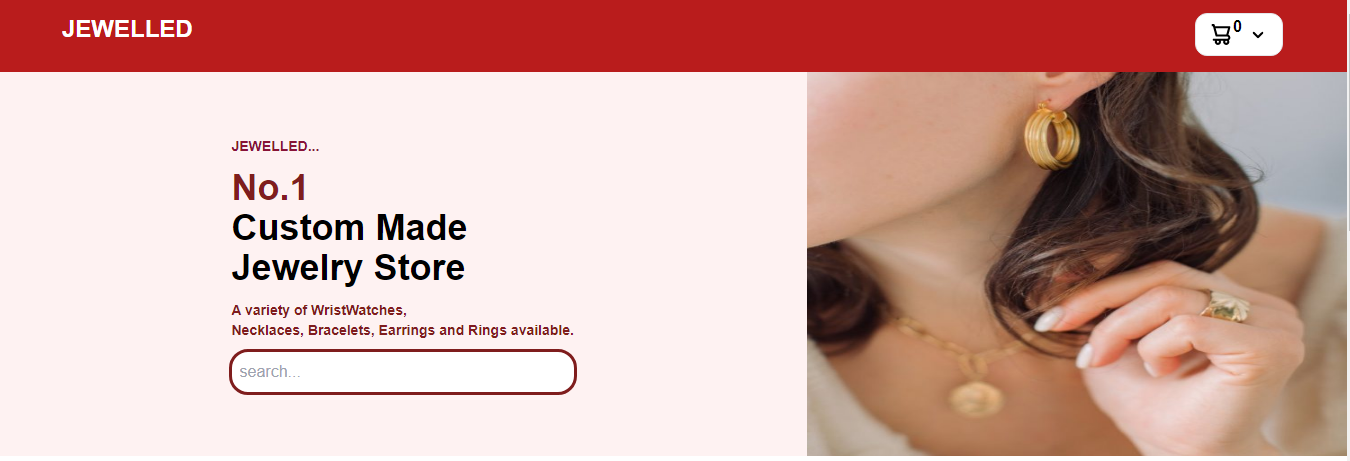 JEWELLED
0
JEWELLED...
No.1
Custom Made
Jewelry Store
A variety of WristWatches,
Necklaces, Bracelets, Earrings and Rings available.
search...